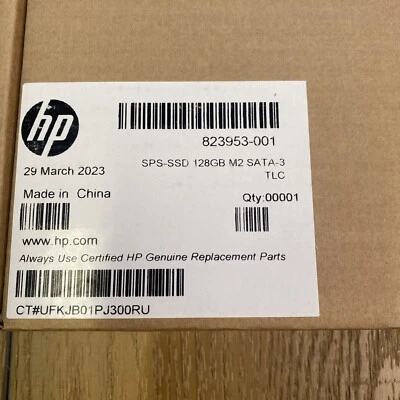 hp
823953-001
29 March 2023
SPS-SSD 128GB M2 SATA-3
TLC
Made in China
Qty:00001
www.hp.com
Always Use Certified HP Genuine Replacement Parts
CT#UFKJB01PJ300RU